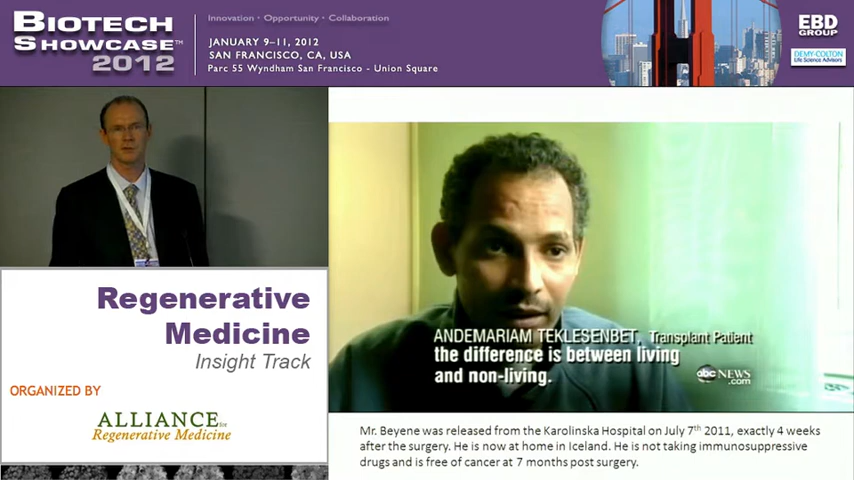 BIOTECH
SHOWCASE™
2012
Innovation · Opportunity · Collaboration
JANUARY 9–11, 2012
SAN FRANCISCO, CA, USA
Parc 55 Wyndham San Francisco - Union Square
EBD
GROUP
DEMY-COLTON
Life Science Advisors
Regenerative
Medicine
Insight Track
ORGANIZED BY
ALLIANCE for
Regenerative Medicine
ANDEMARIAM TEKLESENBET, Transplant Patient
the difference is between living
and non-living.
abc NEWS
.com
Mr. Beyene was released from the Karolinska Hospital on July 7th 2011, exactly 4 weeks
after the surgery. He is now at home in Iceland. He is not taking immunosuppressive
drugs and is free of cancer at 7 months post surgery.